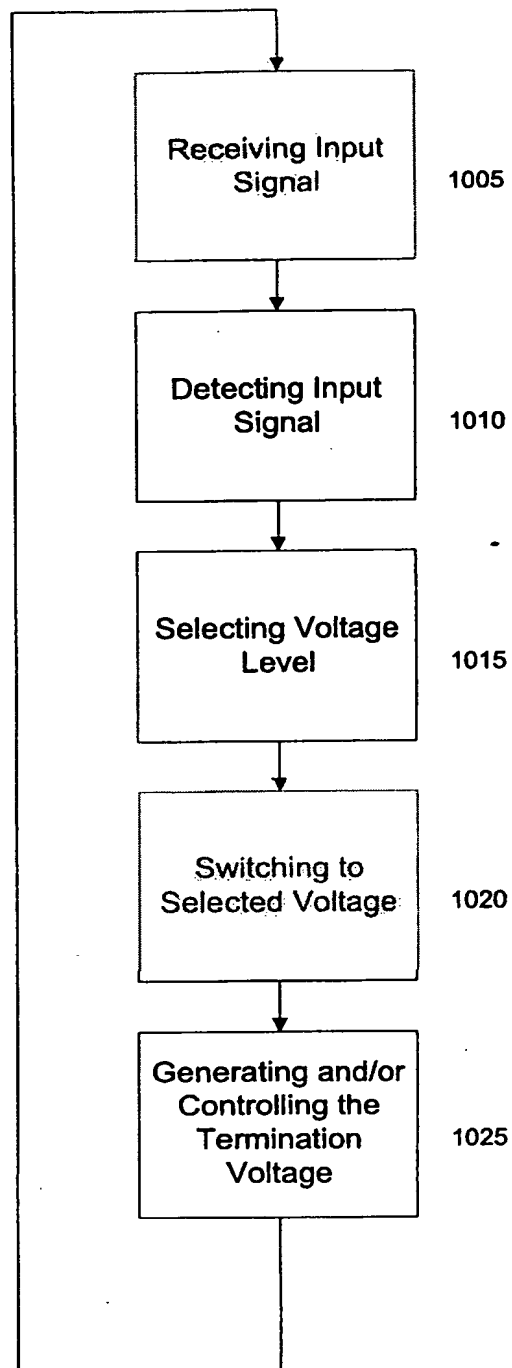 Receiving Input
Signal
1005
Detecting Input
Signal
1010
Selecting Voltage
Level
1015
Switching to
Selected Voltage
1020
Generating and/or
Controlling the
Termination
Voltage
1025